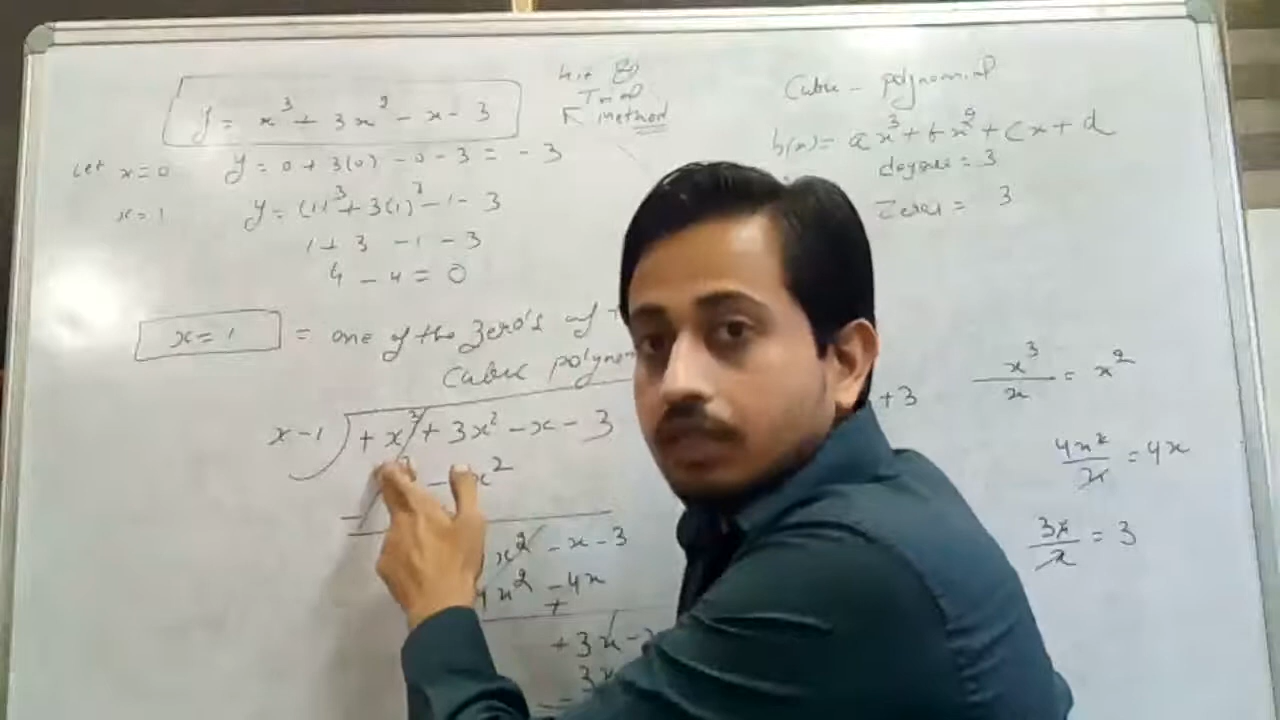 y = x³ + 3x² - x - 3
Hit &
Trial
method
Let x=0 y = 0 + 3(0) - 0 - 3 = - 3
x=1 y = (1)³ + 3(1)² - 1 - 3
1 + 3 - 1 - 3
4 - 4 = 0
x = 1 = one of the Zero's of
Cubic polynom
x - 1 ) + x³ + 3x² - x - 3
- x²
x² - x - 3
4x² - 4x
+
+ 3x -
3x
Cubic - polynomial
p(x) = ax³ + bx² + cx + d
degree = 3
Zeros = 3
+ 3
x³/x = x²
4x²/x = 4x
3x/x = 3